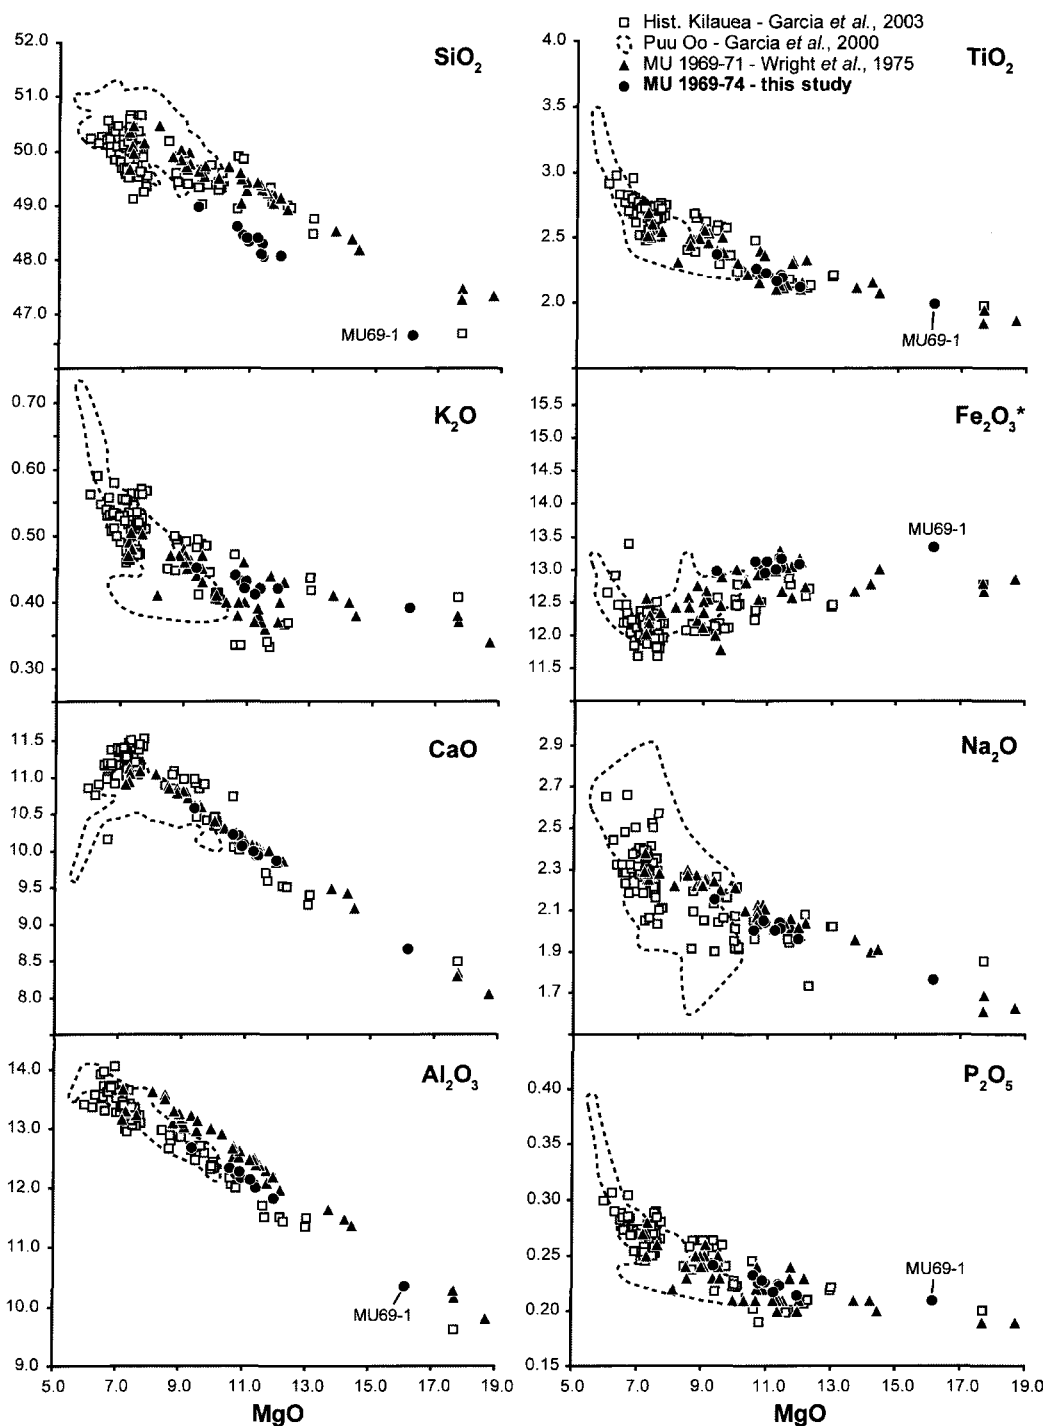 Hist. Kilauea - Garcia et al., 2003
Puu Oo - Garcia et al., 2000
MU 1969-71 - Wright et al., 1975
MU 1969-74 - this study
52.0
51.0
50.0
49.0
48.0
47.0
SiO2
MU69-1
4.0
3.5
3.0
2.5
2.0
TiO2
MU69-1
0.70
0.60
0.50
0.40
0.30
K2O
15.5
15.0
14.5
14.0
13.5
13.0
12.5
12.0
11.5
Fe2O3*
MU69-1
11.5
11.0
10.5
10.0
9.5
9.0
8.5
8.0
CaO
2.9
2.7
2.5
2.3
2.1
1.9
1.7
Na2O
14.0
13.0
12.0
11.0
10.0
9.0
Al2O3
MU69-1
5.0 7.0 9.0 11.0 13.0 15.0 17.0 19.0
MgO
0.40
0.35
0.30
0.25
0.20
0.15
P2O5
MU69-1
5.0 7.0 9.0 11.0 13.0 15.0 17.0 19.0
MgO